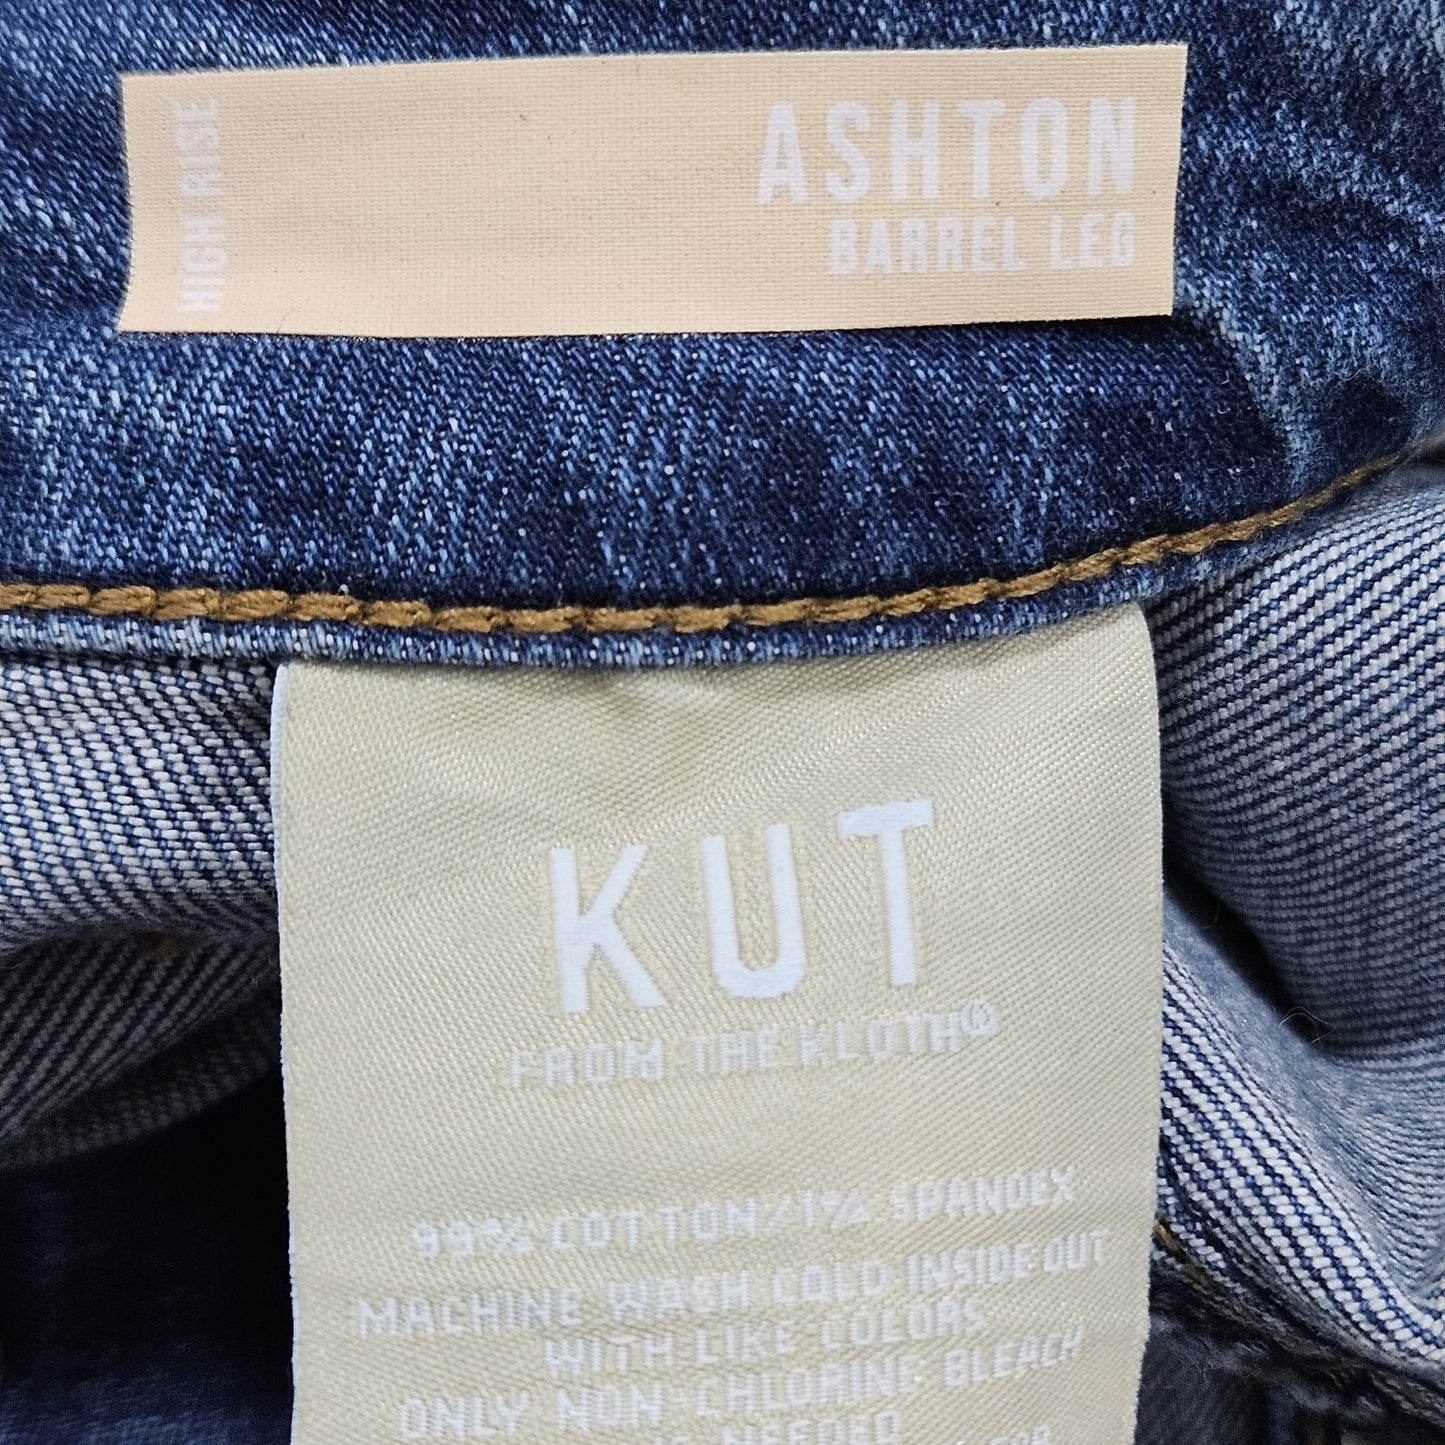 HIGH RISE
ASHTON
BARREL LEG
KUT
FROM THE KLOTH®
99% COTTON/1% SPANDEX
MACHINE WASH COLD INSIDE OUT
WITH LIKE COLORS
ONLY NON-CHLORINE BLEACH
NEEDED